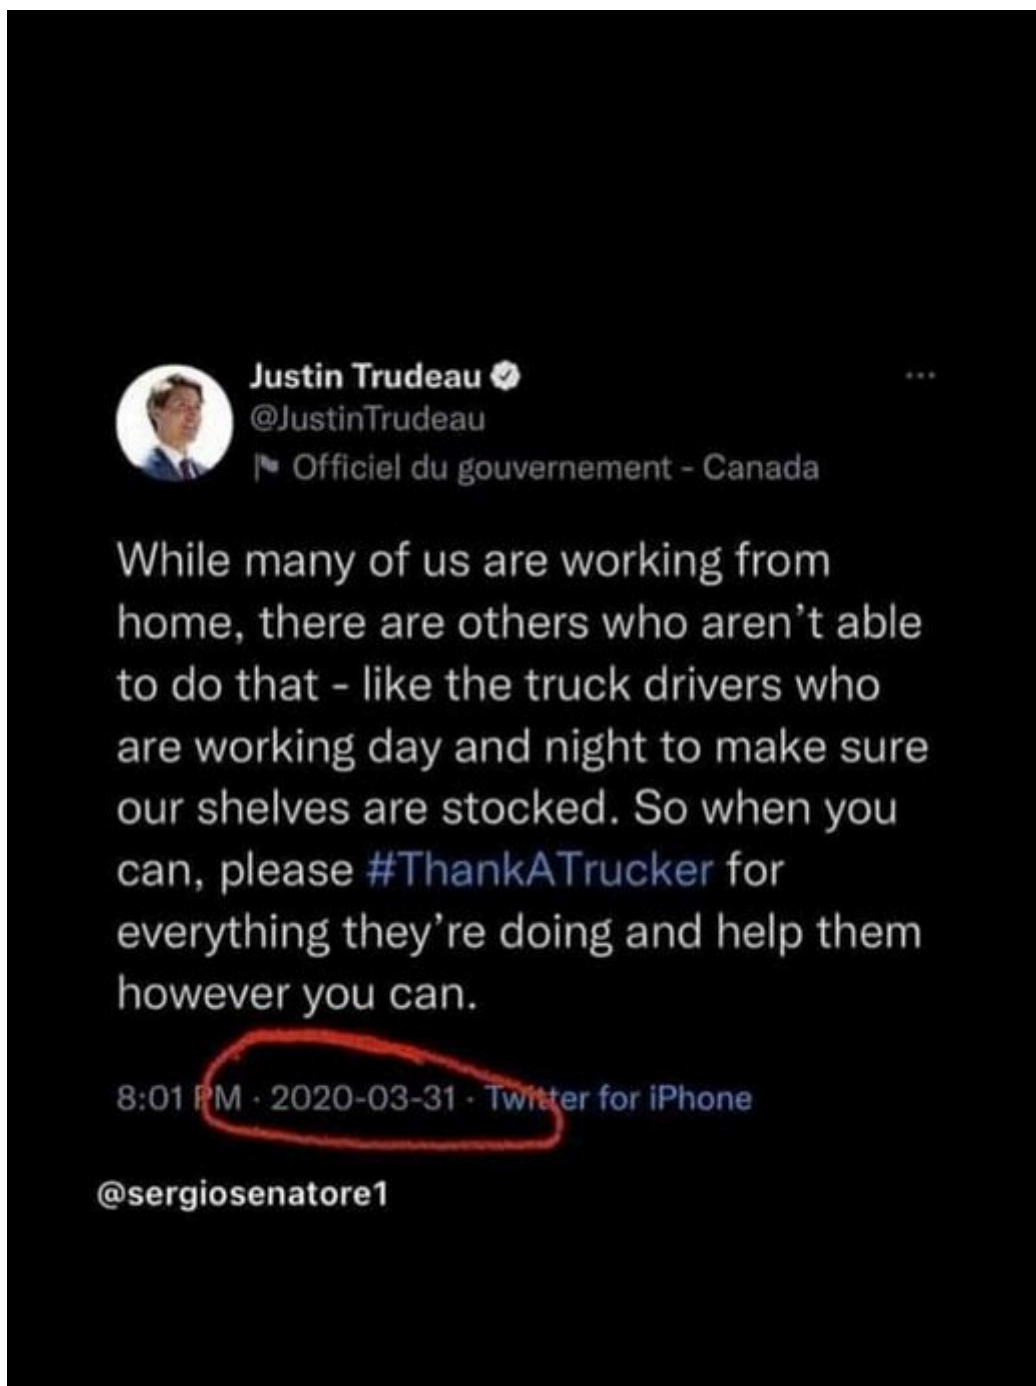 Justin Trudeau
@JustinTrudeau
Officiel du gouvernement - Canada
While many of us are working from
home, there are others who aren't able
to do that - like the truck drivers who
are working day and night to make sure
our shelves are stocked. So when you
can, please #ThankATrucker for
everything they're doing and help them
however you can.
8:01 PM · 2020-03-31 · Twitter for iPhone
@sergiosenatore1